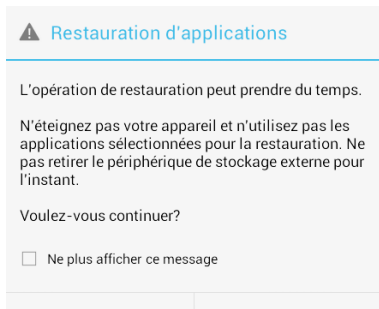 Restauration d'applications
L'opération de restauration peut prendre du temps.
N'éteignez pas votre appareil et n'utilisez pas les
applications sélectionnées pour la restauration. Ne
pas retirer le périphérique de stockage externe pour
l'instant.
Voulez-vous continuer?
Ne plus afficher ce message